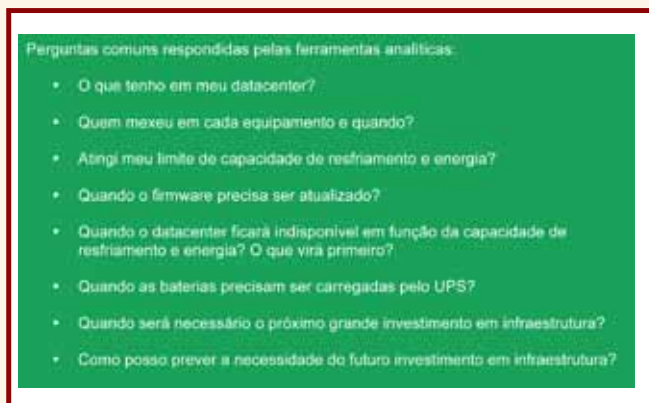 Perguntas comuns respondidas pelas ferramentas analíticas:
• O que tenho em meu datacenter?
• Quem mexeu em cada equipamento e quando?
• Atingi meu limite de capacidade de resfriamento e energia?
• Quando o firmware precisa ser atualizado?
• Quando o datacenter ficará indisponível em função da capacidade de
resfriamento e energia? O que virá primeiro?
• Quando as baterias precisam ser carregadas pelo UPS?
• Quando será necessário o próximo grande investimento em infraestrutura?
• Como posso prever a necessidade do futuro investimento em infraestrutura?